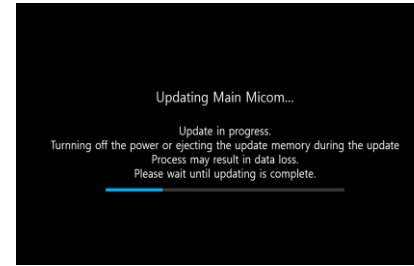 Updating Main Micom...
Update in progress.
Turnning off the power or ejecting the update memory during the update
Process may result in data loss.
Please wait until updating is complete.